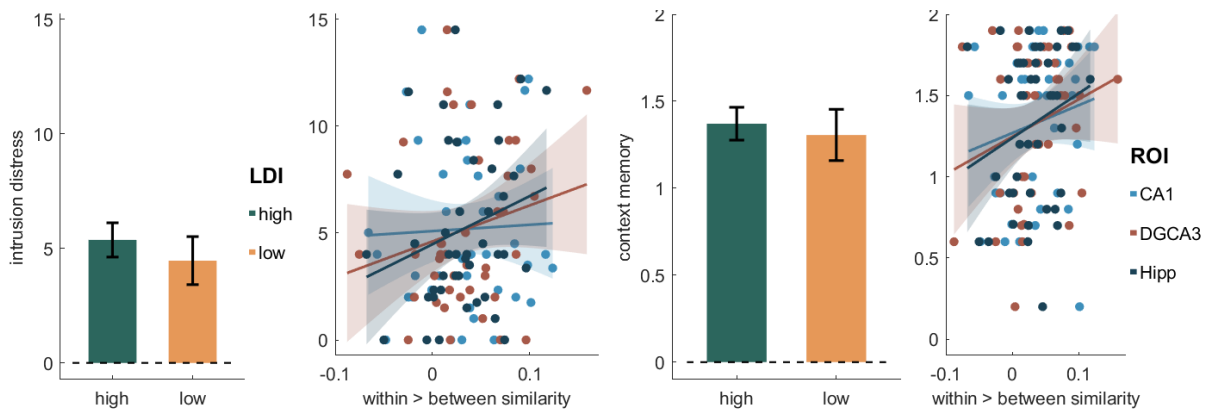 intrusion distress
15
10
5
0
high
low
LDI
high
low
15
10
5
0
-0.1
0
0.1
within > between similarity
context memory
2
1.5
1
0.5
0
high
low
2
1.5
1
0.5
0
-0.1
0
0.1
within > between similarity
ROI
CA1
DGCA3
Hipp